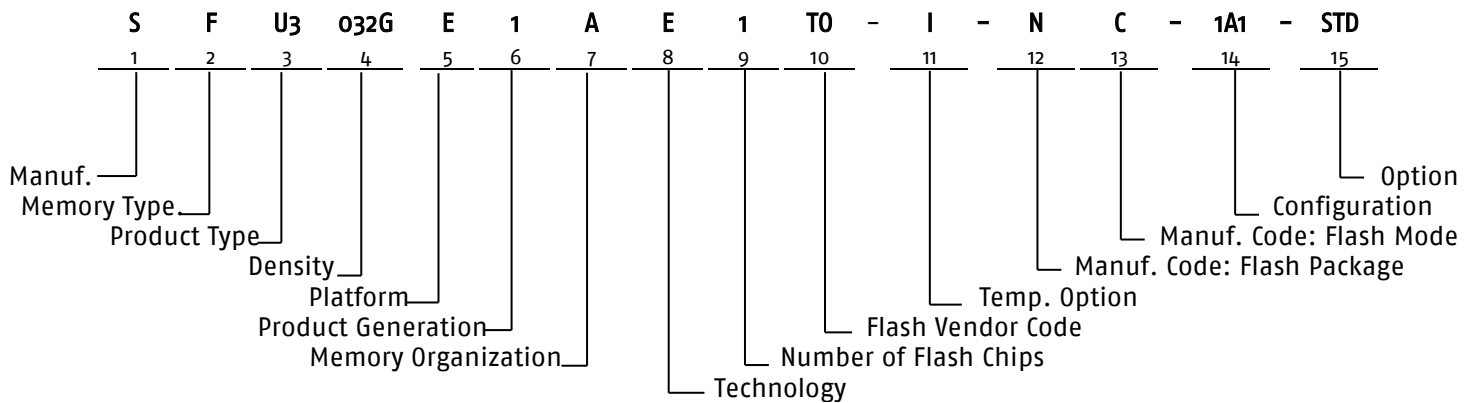 S F U3 032G E 1 A E 1 T0 - I - N C - 1A1 - STD
1 2 3 4 5 6 7 8 9 10 11 12 13 14 15
Manuf. Option
Memory Type. Configuration
Product Type Manuf. Code: Flash Mode
Density Manuf. Code: Flash Package
Platform Temp. Option
Product Generation Flash Vendor Code
Memory Organization Number of Flash Chips
Technology